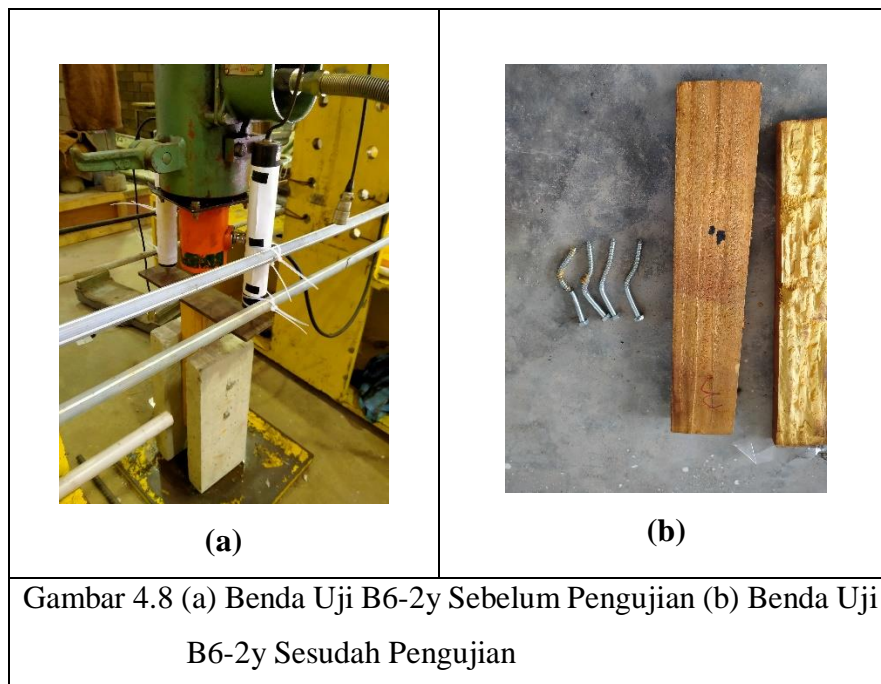 (a)
(b)
Gambar 4.8 (a) Benda Uji B6-2y Sebelum Pengujian (b) Benda Uji
B6-2y Sesudah Pengujian